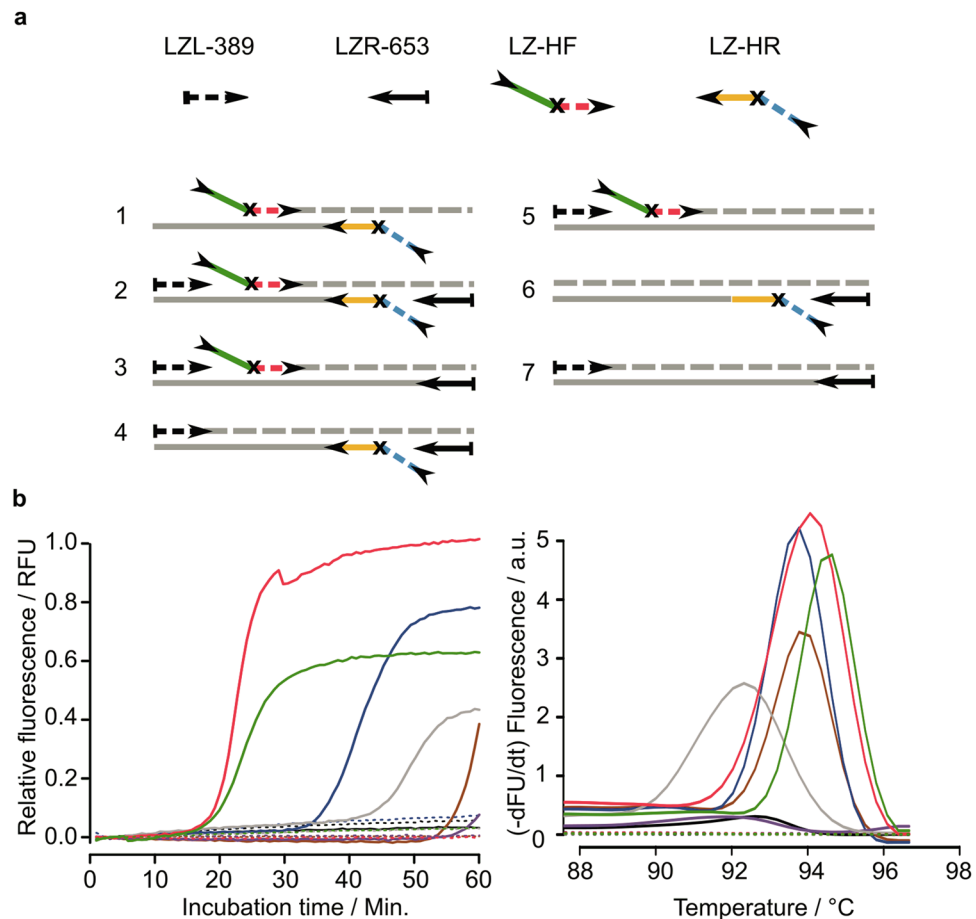 a
LZL-389 LZR-653 LZ-HF LZ-HR
1 5
2 6
3 7
4
b
Relative fluorescence / RFU
1.0
0.8
0.6
0.4
0.2
0.0
0 10 20 30 40 50 60
Incubation time / Min.
(-dFU/dt) Fluorescence / a.u.
5
4
3
2
1
0
88 90 92 94 96 98
Temperature / °C